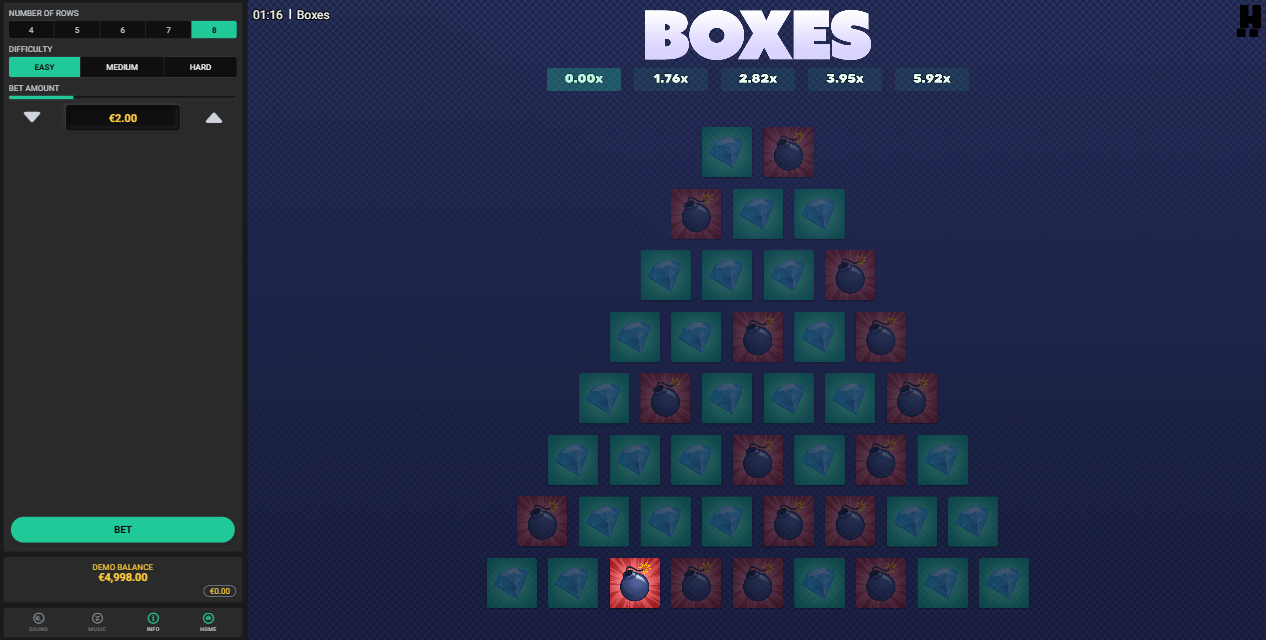 NUMBER OF ROWS
4 5 6 7 8
DIFFICULTY
EASY MEDIUM HARD
BET AMOUNT
€2.00
BET
DEMO BALANCE
€4,998.00
€0.00
SOUND MUSIC INFO HOME
01:16 | Boxes
BOXES
0.00x 1.76x 2.82x 3.95x 5.92x
H